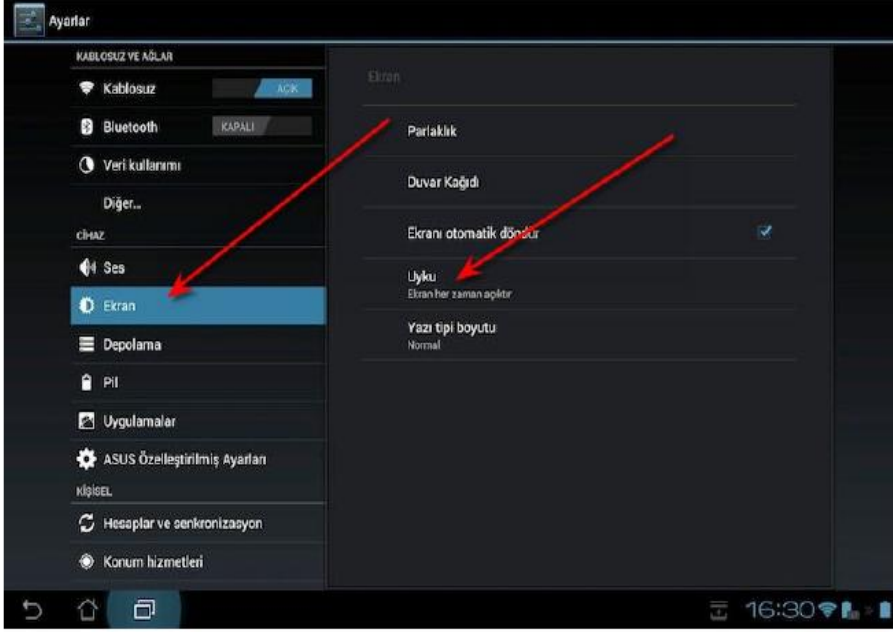 Ayarlar
KABLOSUZ VE AĞLAR
Kablosuz AÇIK
Bluetooth KAPALI
Veri kullanımı
Diğer...
CİHAZ
Ses
Ekran
Depolama
Pil
Uygulamalar
ASUS Özelleştirilmiş Ayarları
KİŞİSEL
Hesaplar ve senkronizasyon
Konum hizmetleri
Ekran
Parlaklık
Duvar Kağıdı
Ekranı otomatik döndür
Uyku
Ekran her zaman açıktır
Yazı tipi boyutu
Normal
16:30